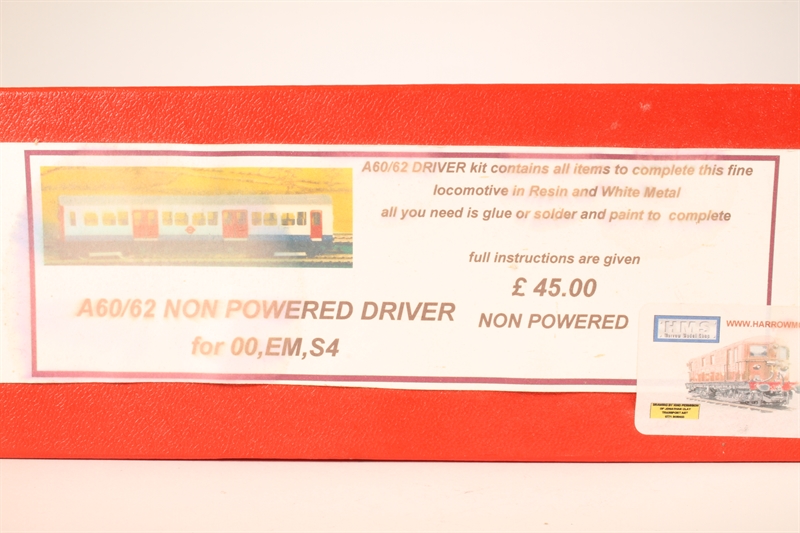 A60/62 DRIVER kit contains all items to complete this fine
locomotive in Resin and White Metal
all you need is glue or solder and paint to complete
full instructions are given
£ 45.00
NON POWERED
A60/62 NON POWERED DRIVER
for 00,EM,S4
HMS
WWW.HARROWM